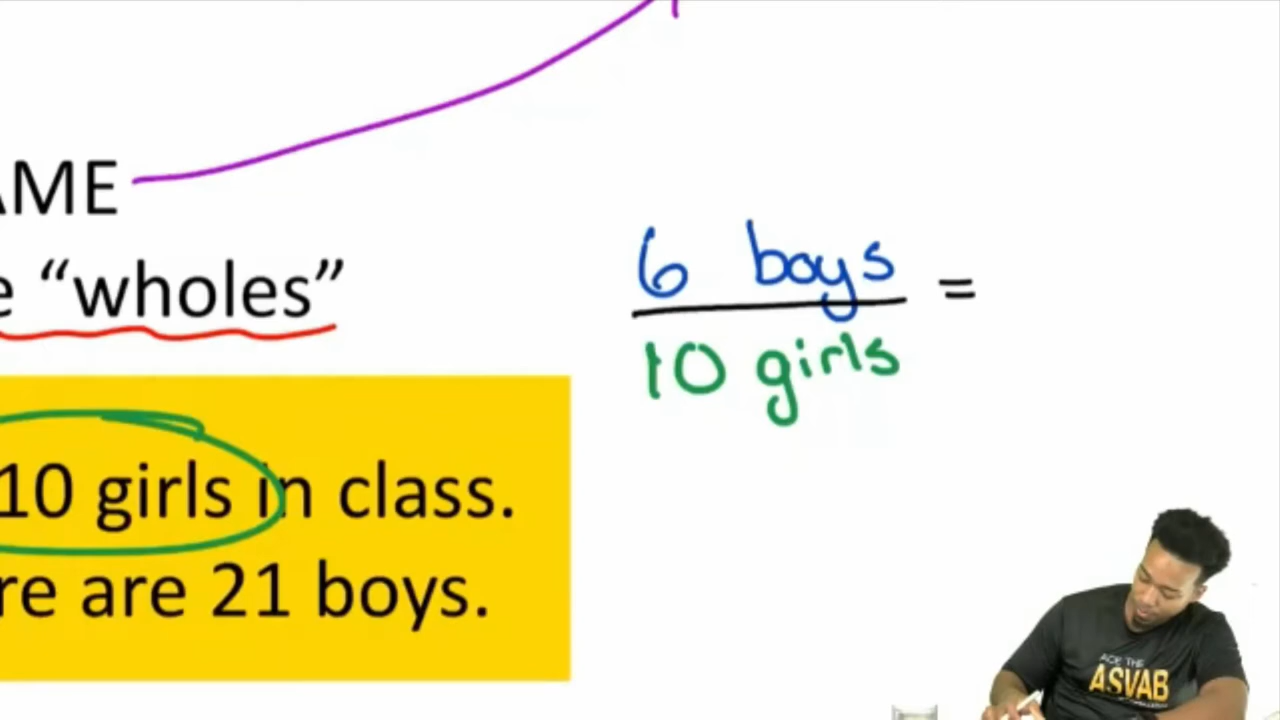 AME
e “wholes”
6 boys =
10 girls
10 girls in class.
re are 21 boys.
ACE THE
ASVAB